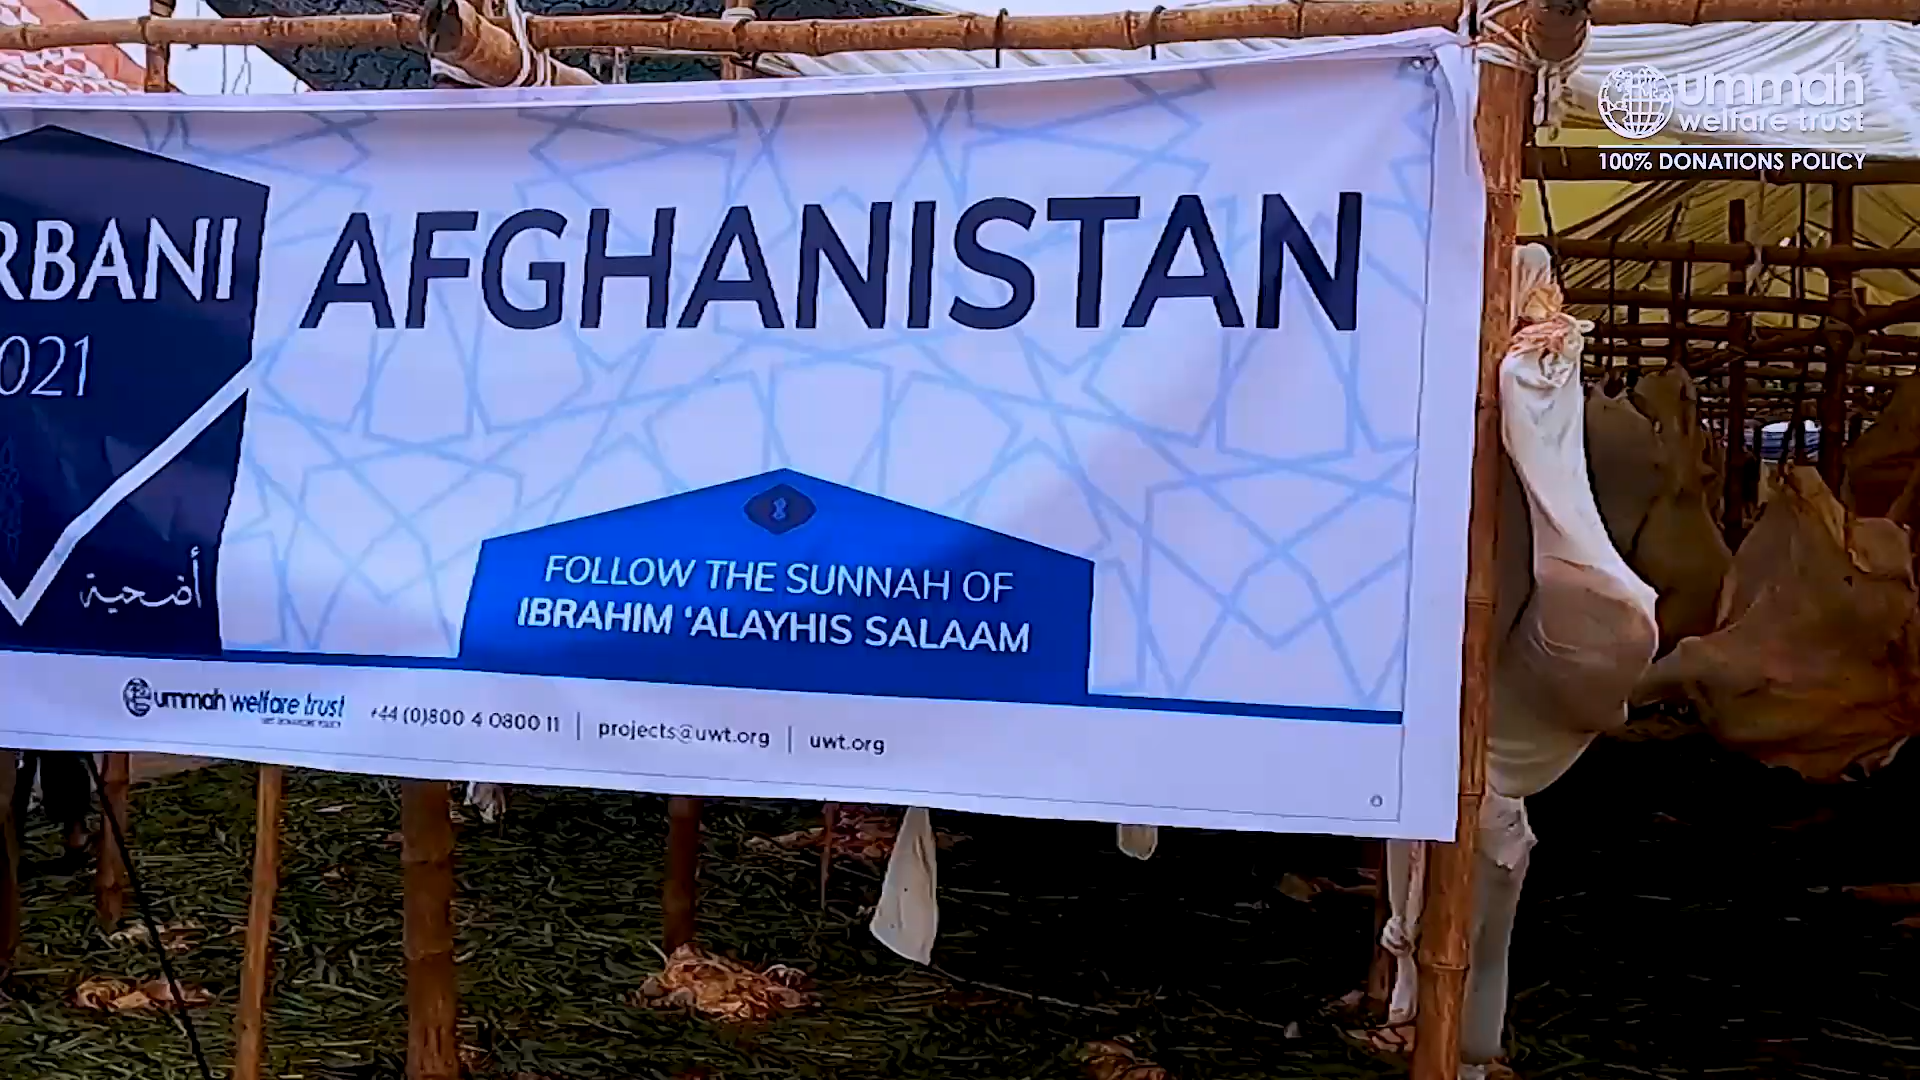 ummah
welfare trust
100% DONATIONS POLICY
RBANI
021
أضحية
AFGHANISTAN
FOLLOW THE SUNNAH OF
IBRAHIM ‘ALAYHIS SALAAM
ummah welfare trust
+44 (0)800 4 0800 11 | projects@uwt.org | uwt.org